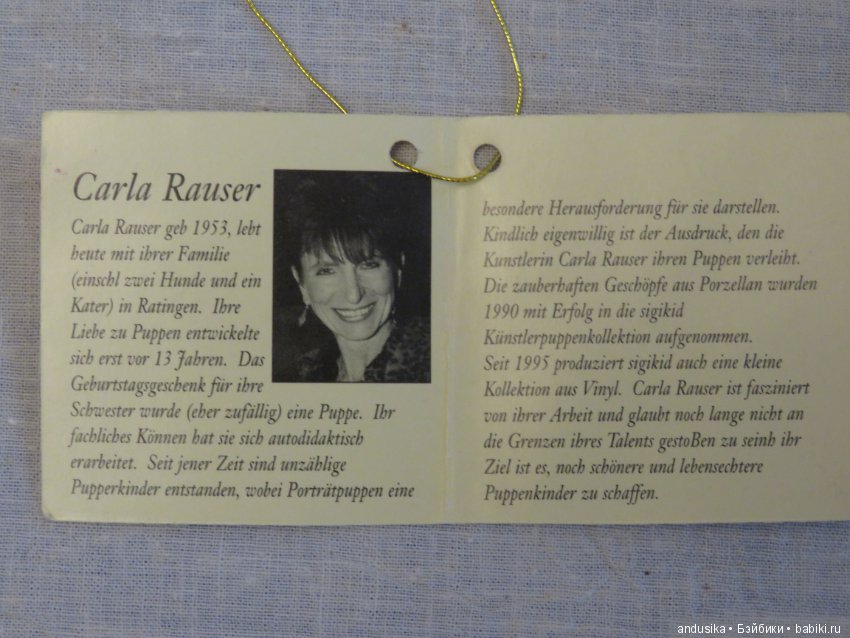 Carla Rauser
Carla Rauser geb 1953, lebt
heute mit ihrer Familie
(einschl zwei Hunde und ein
Kater) in Ratingen. Ihre
Liebe zu Puppen entwickelte
sich erst vor 13 Jahren. Das
Geburtstagsgeschenk für ihre
Schwester wurde (eher zufällig) eine Puppe. Ihr
fachliches Können hat sie sich autodidaktisch
erarbeitet. Seit jener Zeit sind unzählige
Pupperkinder entstanden, wobei Porträtpuppen eine
besondere Herausforderung für sie darstellen.
Kindlich eigenwillig ist der Ausdruck, den die
Kunstlerin Carla Rauser ihren Puppen verleiht.
Die zauberhaften Geschöpfe aus Porzellan wurden
1990 mit Erfolg in die sigikid
Künstlerpuppenkollektion aufgenommen.
Seit 1995 produziert sigikid auch eine kleine
Kollektion aus Vinyl. Carla Rauser ist fasziniert
von ihrer Arbeit und glaubt noch lange nicht an
die Grenzen ihres Talents gestoBen zu seinh ihr
Ziel ist es, noch schönere und lebensechtere
Puppenkinder zu schaffen.
andusika • Бэйбики • babiki.ru